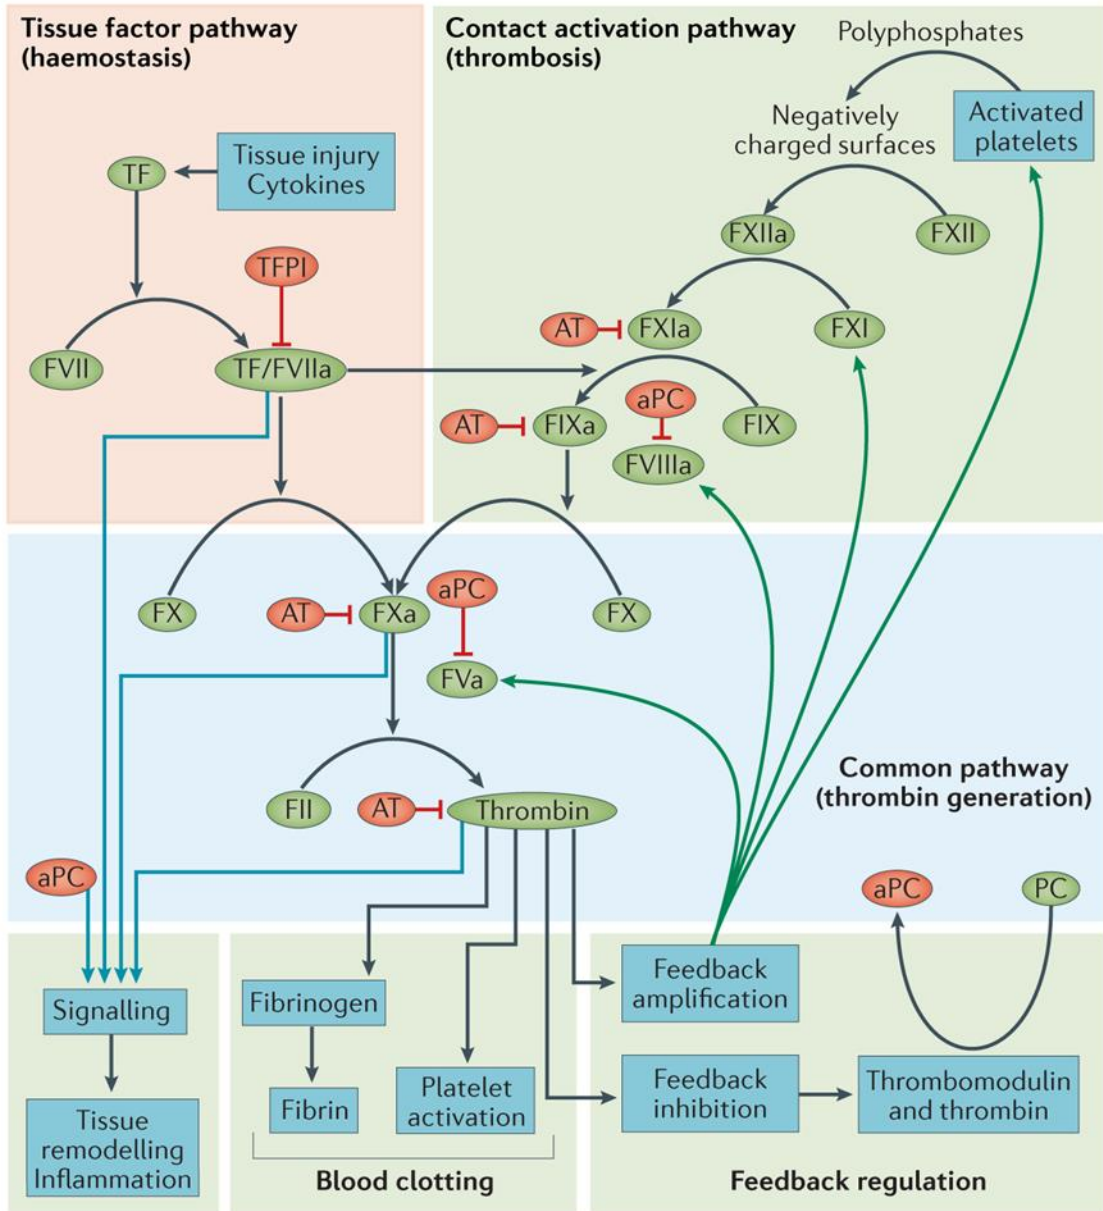 Tissue factor pathway
(haemostasis)
Contact activation pathway
(thrombosis)
Polyphosphates
Negatively
charged surfaces
Activated
platelets
TF
Tissue injury
Cytokines
FXIIa
FXII
TFPI
AT
FXIa
FXI
FVII
TF/FVIIa
aPC
AT
FIXa
FIX
FVIIIa
FX
AT
FXa
aPC
FX
FVa
Common pathway
(thrombin generation)
FII
AT
Thrombin
aPC
aPC
PC
Signalling
Tissue
remodelling
Inflammation
Fibrinogen
Fibrin
Platelet
activation
Blood clotting
Feedback
amplification
Feedback
inhibition
Thrombomodulin
and thrombin
Feedback regulation